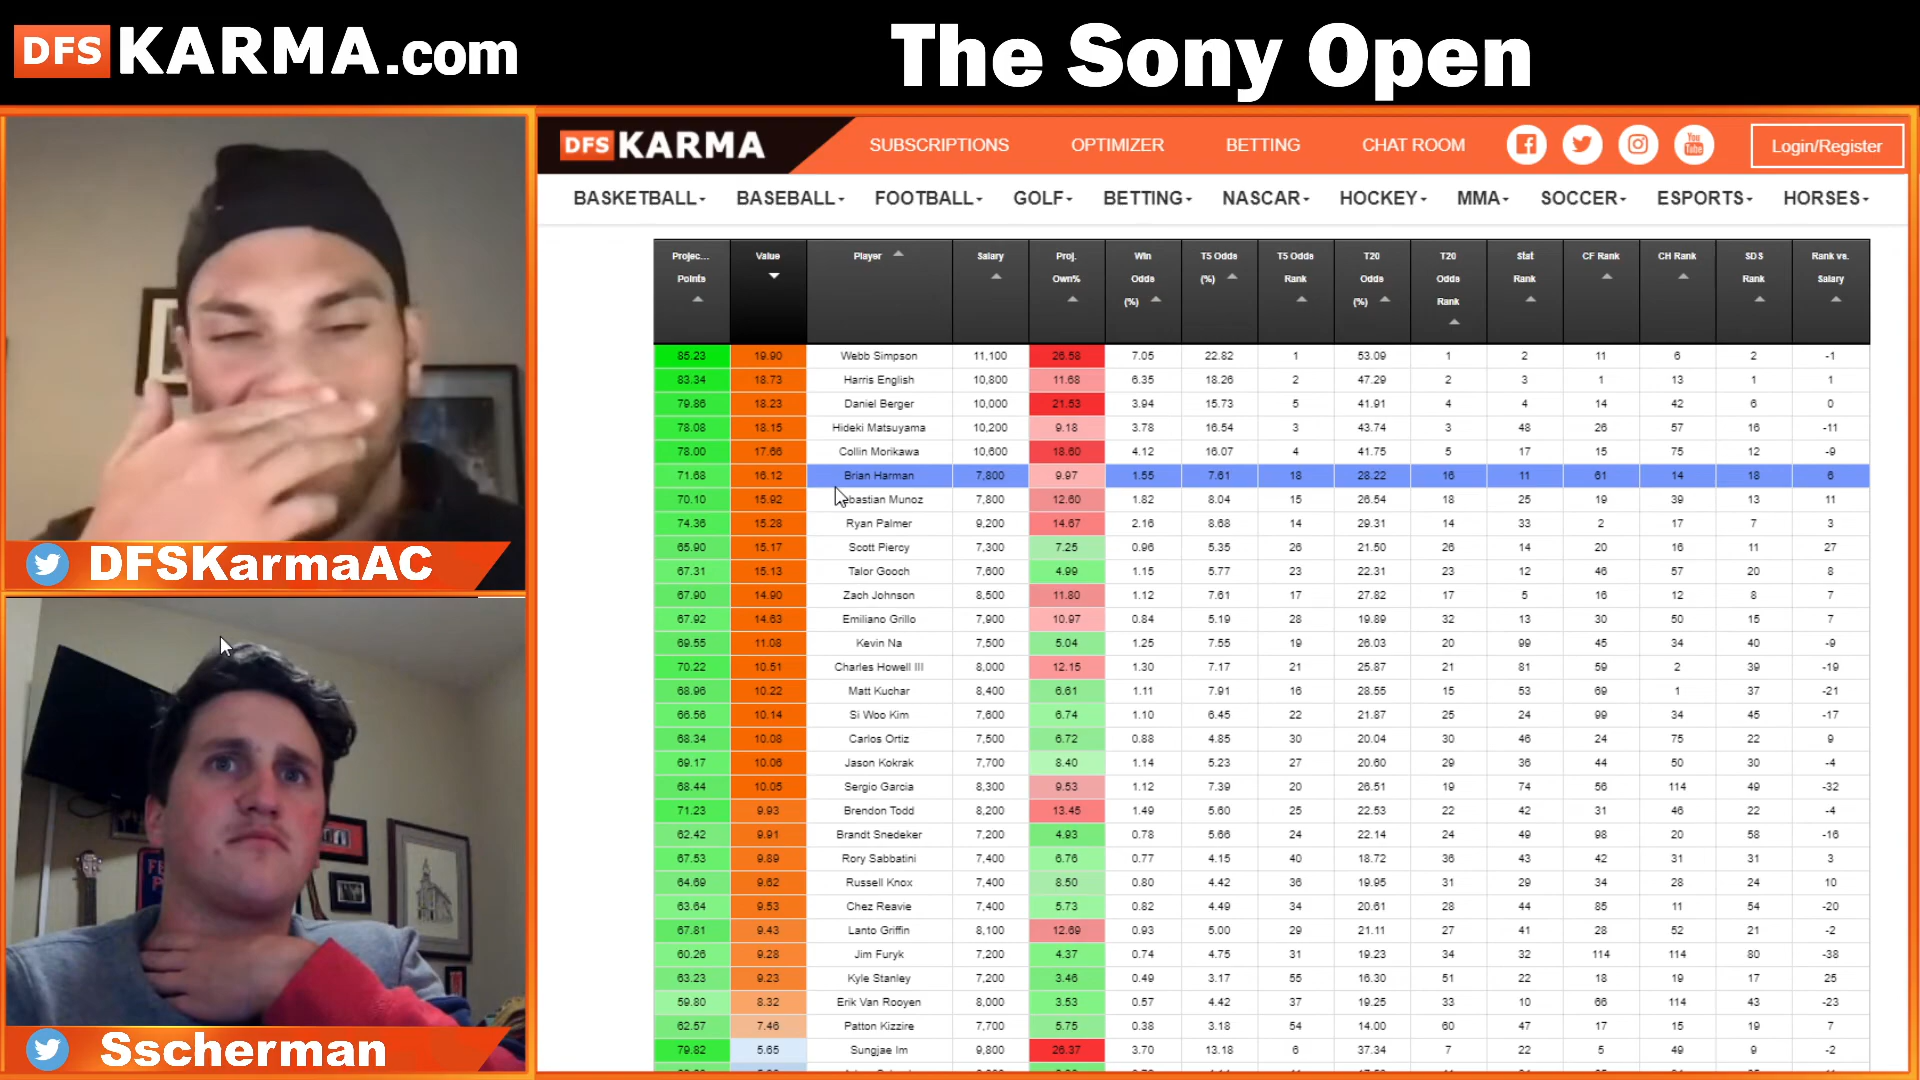 DFS KARMA.com
The Sony Open
DFS KARMA
SUBSCRIPTIONS OPTIMIZER BETTING CHAT ROOM Login/Register
BASKETBALL BASEBALL FOOTBALL GOLF BETTING NASCAR HOCKEY MMA SOCCER ESPORTS HORSES
Projec... Points Value Player Salary Proj. Own% Win Odds (%) T5 Odds (%) T5 Odds Rank T20 Odds (%) T20 Odds Rank Stat Rank CF Rank CH Rank SDS Rank Rank vs. Salary
85.23 19.90 Webb Simpson 11,100 26.58 7.05 22.82 1 53.09 1 2 11 6 2 -1
83.34 18.73 Harris English 10,800 11.68 6.35 18.26 2 47.29 2 3 1 13 1 1
79.86 18.23 Daniel Berger 10,000 21.53 3.94 15.73 5 41.91 4 4 14 42 6 0
78.08 18.15 Hideki Matsuyama 10,200 9.18 3.78 16.54 3 43.74 3 48 26 57 16 -11
78.00 17.66 Collin Morikawa 10,600 18.60 4.12 16.07 4 41.75 5 17 15 75 12 -9
71.68 16.12 Brian Harman 7,800 9.97 1.55 7.61 18 28.22 16 11 61 14 18 6
70.10 15.92 ebastian Munoz 7,800 12.60 1.82 8.04 15 26.54 18 25 19 39 13 11
74.36 15.28 Ryan Palmer 9,200 14.67 2.16 8.68 14 29.31 14 33 2 17 7 3
65.90 15.17 Scott Piercy 7,300 7.25 0.96 5.35 26 21.50 26 14 20 16 11 27
67.31 15.13 Talor Gooch 7,600 4.99 1.15 5.77 23 22.31 23 12 46 57 20 8
67.90 14.90 Zach Johnson 8,500 11.80 1.12 7.61 17 27.82 17 5 16 12 8 7
67.92 14.63 Emiliano Grillo 7,900 10.97 0.84 5.19 28 19.89 32 13 30 50 15 7
69.55 11.08 Kevin Na 7,500 5.04 1.25 7.55 19 26.03 20 99 45 34 40 -9
70.22 10.51 Charles Howell III 8,000 12.15 1.30 7.17 21 25.87 21 81 59 2 39 -19
68.96 10.22 Matt Kuchar 8,400 6.61 1.11 7.91 16 28.55 15 53 69 1 37 -21
66.56 10.14 Si Woo Kim 7,600 6.74 1.10 6.45 22 21.87 25 24 99 34 45 -17
68.34 10.08 Carlos Ortiz 7,500 6.72 0.88 4.85 30 20.04 30 46 24 75 22 9
69.17 10.06 Jason Kokrak 7,700 8.40 1.14 5.23 27 20.60 29 36 44 50 30 -4
68.44 10.05 Sergio Garcia 8,300 9.53 1.12 7.39 20 26.51 19 74 56 114 49 -32
71.23 9.93 Brendon Todd 8,200 13.45 1.49 5.60 25 22.53 22 42 31 46 22 -4
62.42 9.91 Brandt Snedeker 7,200 4.93 0.78 5.66 24 22.14 24 49 98 20 58 -16
67.53 9.89 Rory Sabbatini 7,400 6.76 0.77 4.15 40 18.72 36 43 42 31 31 3
64.69 9.62 Russell Knox 7,400 8.50 0.80 4.42 36 19.95 31 29 34 28 24 10
63.64 9.53 Chez Reavie 7,400 5.73 0.82 4.49 34 20.61 28 44 85 11 54 -20
67.81 9.43 Lanto Griffin 8,100 12.69 0.93 5.00 29 21.11 27 41 28 52 21 -2
60.26 9.28 Jim Furyk 7,200 4.37 0.74 4.75 31 19.23 34 32 114 114 80 -38
63.23 9.23 Kyle Stanley 7,200 3.46 0.49 3.17 55 16.30 51 22 18 19 17 25
59.80 8.32 Erik Van Rooyen 8,000 3.53 0.57 4.42 37 19.25 33 10 66 114 43 -23
62.57 7.46 Patton Kizzire 7,700 5.75 0.38 3.18 54 14.00 60 47 17 15 19 7
79.82 5.65 Sungjae Im 9,800 26.37 3.70 13.18 6 37.34 7 22 5 49 9 -2
DFSKarmaAC
Sscherman